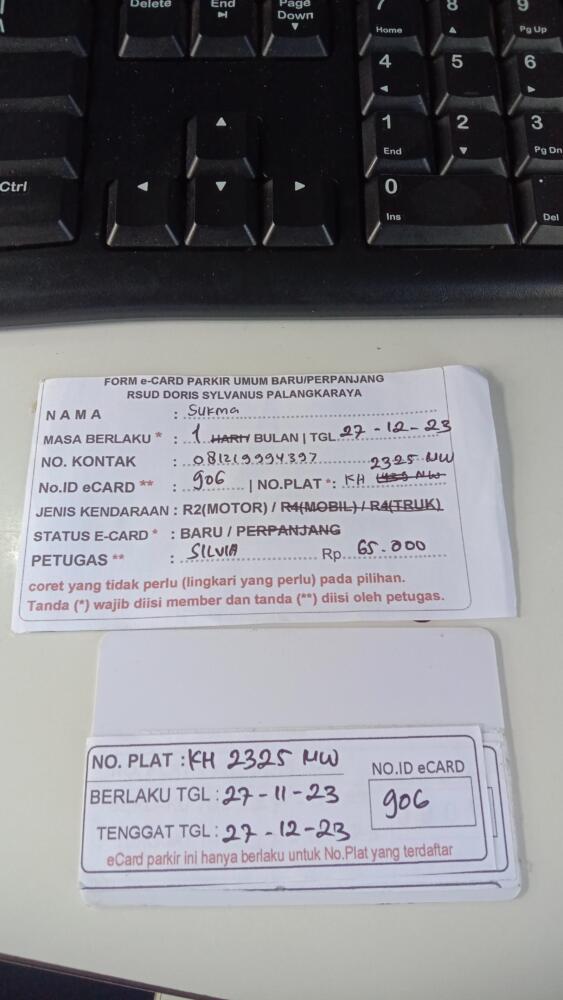 Delete End Page Down 7 Home 8 9 Pg Up
4 5 6
1 End 2 3 Pg Dn
Ctrl 0 Ins Del
FORM e-CARD PARKIR UMUM BARU/PERPANJANG
RSUD DORIS SYLVANUS PALANGKARAYA
NAMA : Sukma
MASA BERLAKU * : 1 HARI/ BULAN | TGL 27 - 12 - 23
NO. KONTAK : 081219994397
No.ID eCARD ** : 906 | NO.PLAT *: KH 2325 MW
JENIS KENDARAAN : R2(MOTOR) / R4(MOBIL) / R4(TRUK)
STATUS E-CARD * : BARU / PERPANJANG
PETUGAS ** : SILVIA Rp. 65.000
coret yang tidak perlu (lingkari yang perlu) pada pilihan.
Tanda (*) wajib diisi member dan tanda (**) diisi oleh petugas.
NO. PLAT : KH 2325 MW
NO.ID eCARD
BERLAKU TGL : 27-11-23
906
TENGGAT TGL : 27-12-23
eCard parkir ini hanya berlaku untuk No.Plat yang terdaftar